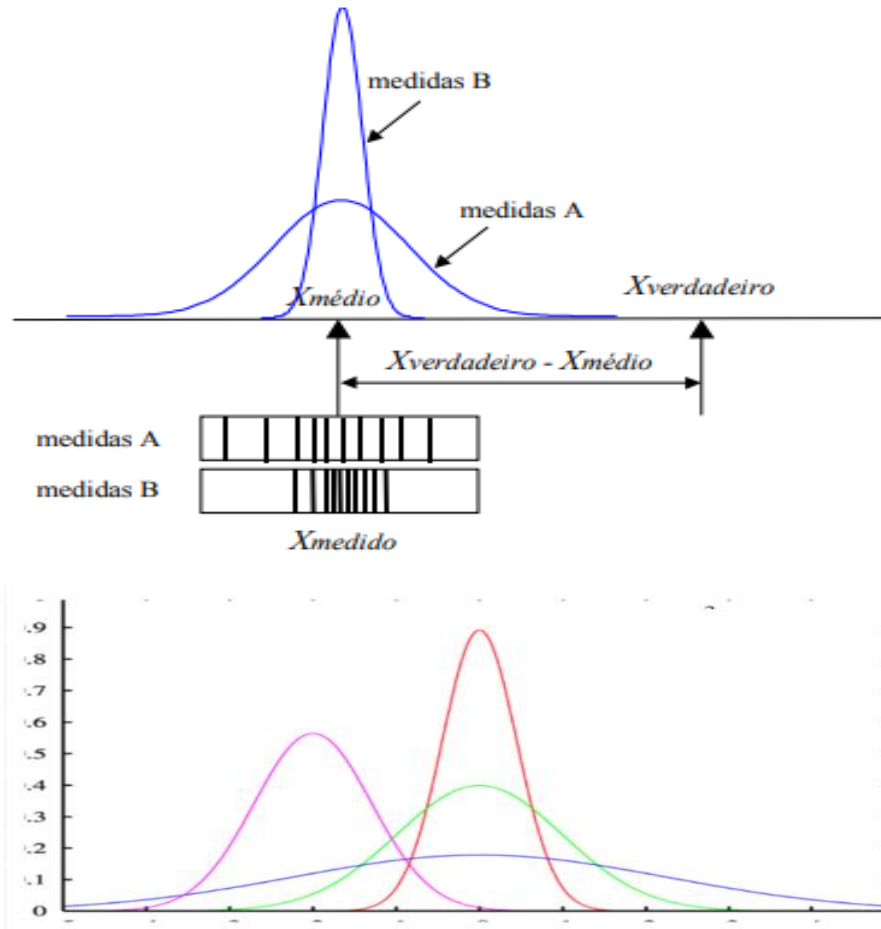 medidas B
medidas A
Xmédio
Xverdadeiro
Xverdadeiro - Xmédio
medidas A
medidas B
Xmedido
.9
.8
.7
.6
.5
.4
.3
.2
.1
0